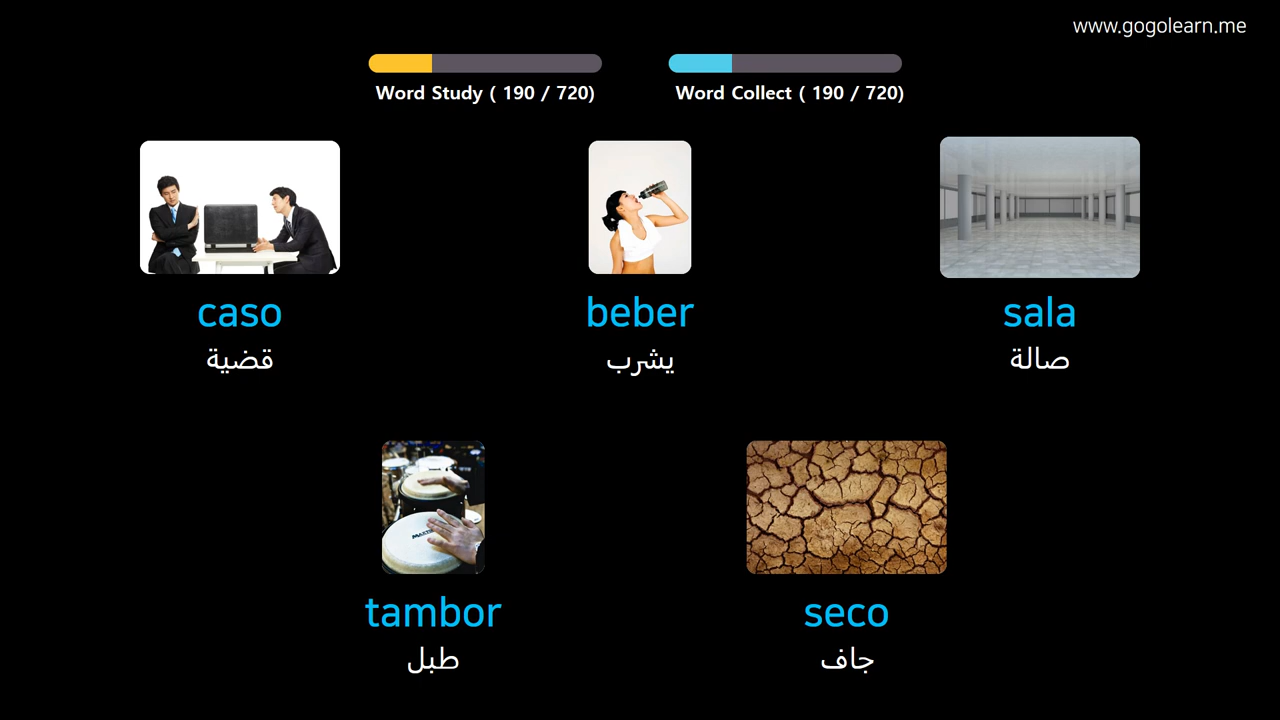 www.gogolearn.me
Word Study ( 190 / 720)
Word Collect ( 190 / 720)
caso
قضية
beber
يشرب
sala
صالة
tambor
طبل
seco
جاف